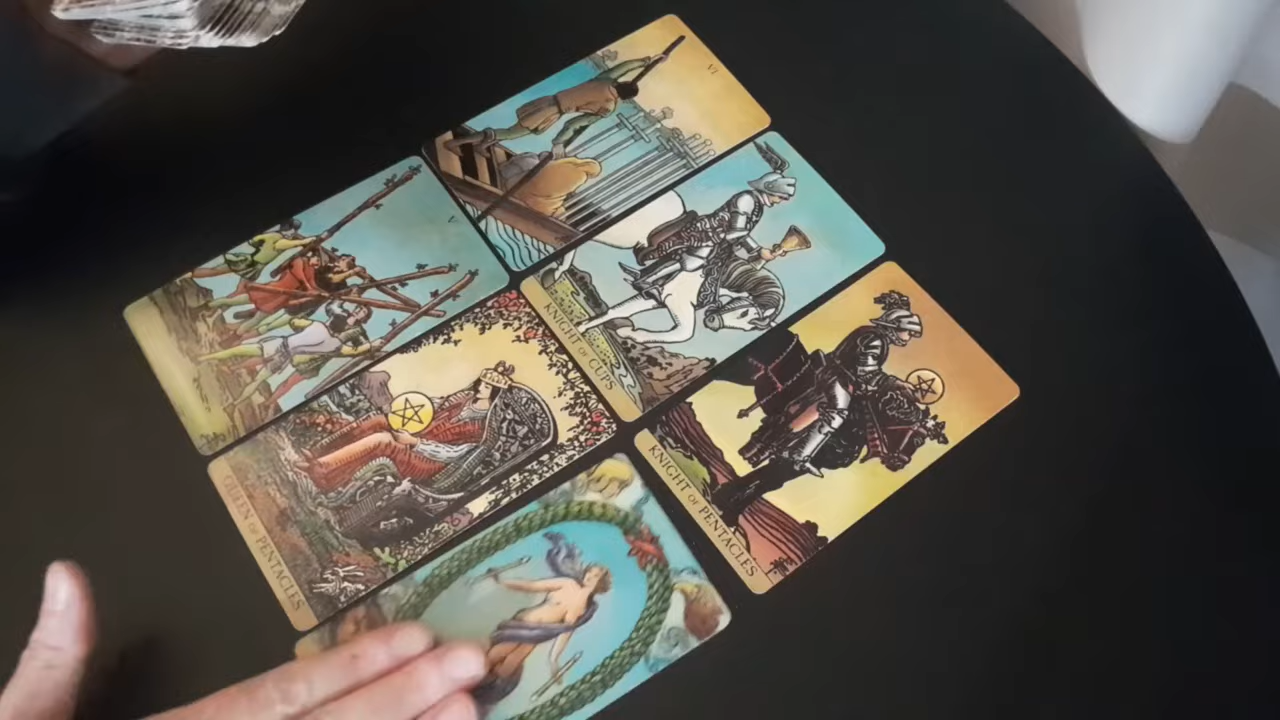 VI
V
KNIGHT OF CUPS
QUEEN OF PENTACLES
KNIGHT OF PENTACLES